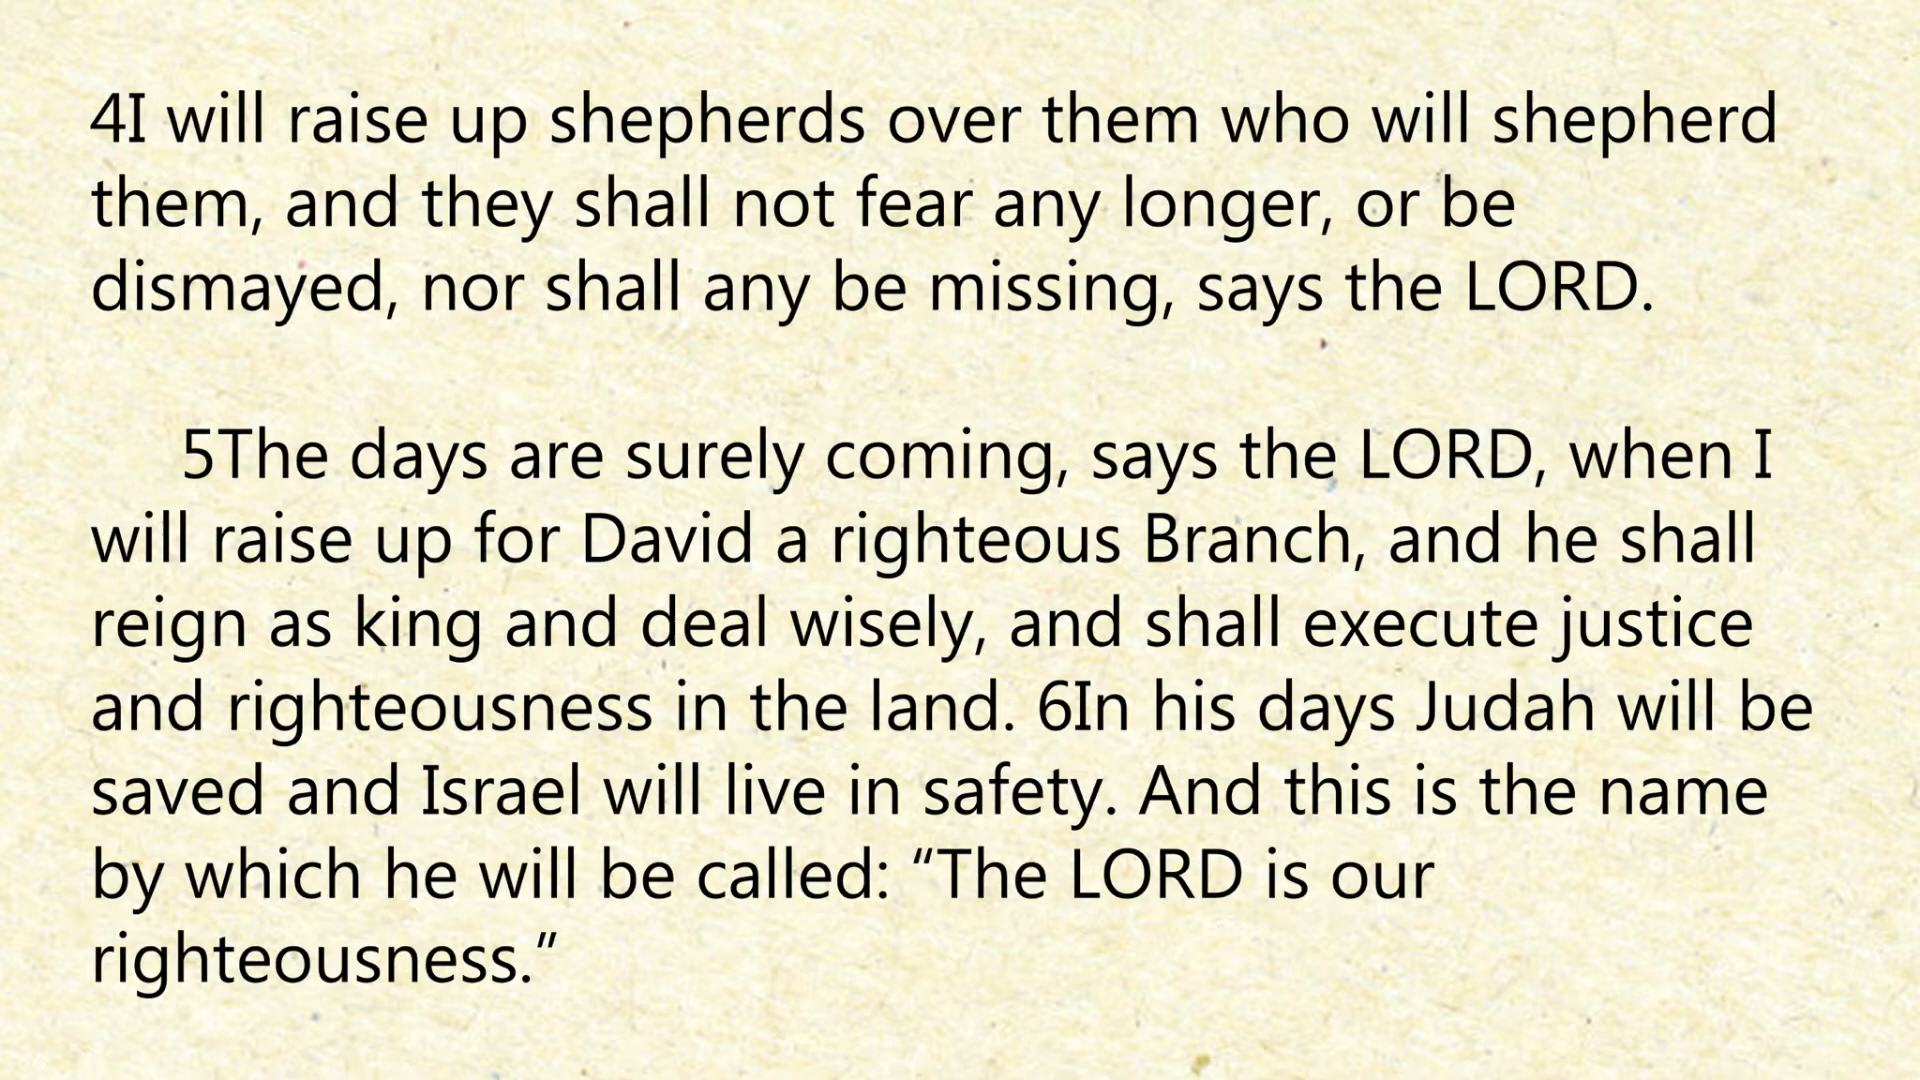 4I will raise up shepherds over them who will shepherd
them, and they shall not fear any longer, or be
dismayed, nor shall any be missing, says the LORD.
5The days are surely coming, says the LORD, when I
will raise up for David a righteous Branch, and he shall
reign as king and deal wisely, and shall execute justice
and righteousness in the land. 6In his days Judah will be
saved and Israel will live in safety. And this is the name
by which he will be called: “The LORD is our
righteousness.”